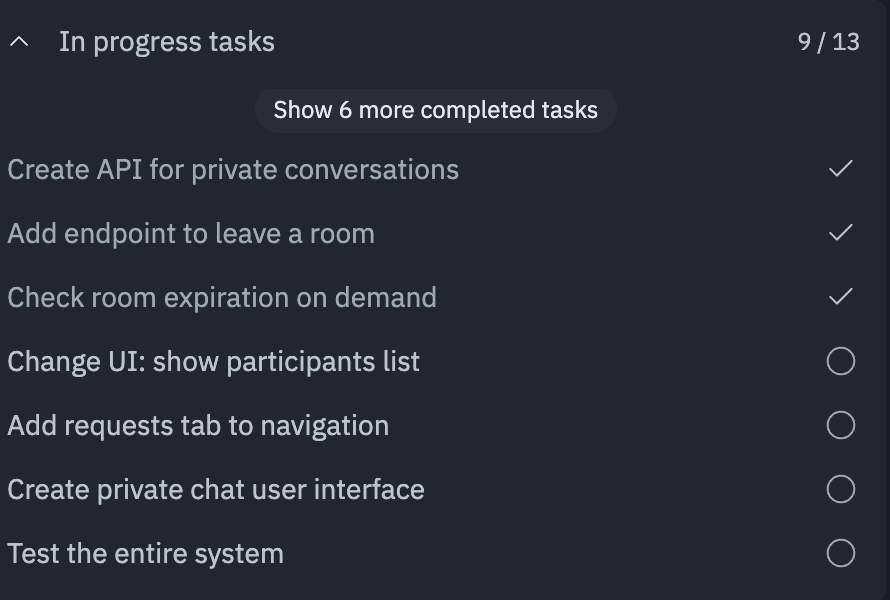 In progress tasks 9 / 13
Show 6 more completed tasks
Create API for private conversations
Add endpoint to leave a room
Check room expiration on demand
Change UI: show participants list
Add requests tab to navigation
Create private chat user interface
Test the entire system